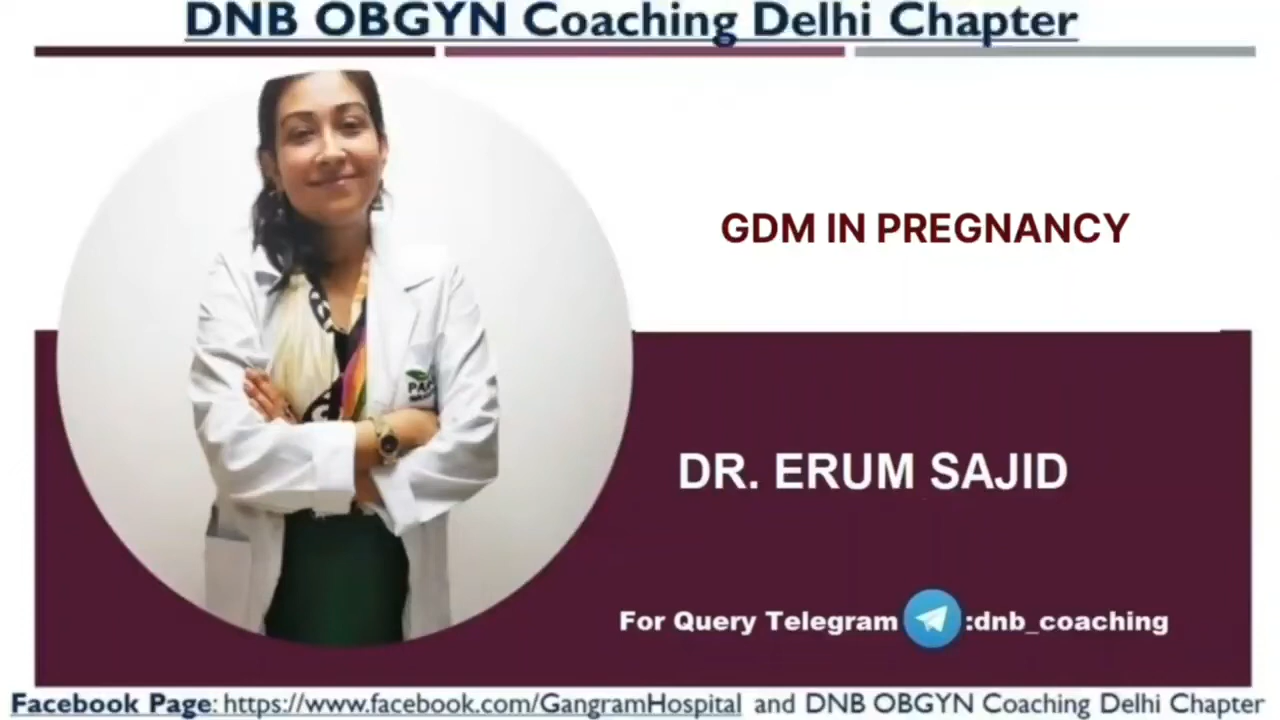 DNB OBGYN Coaching Delhi Chapter
GDM IN PREGNANCY
DR. ERUM SAJID
For Query Telegram :dnb_coaching
Facebook Page: https://www.facebook.com/GangramHospital and DNB OBGYN Coaching Delhi Chapter